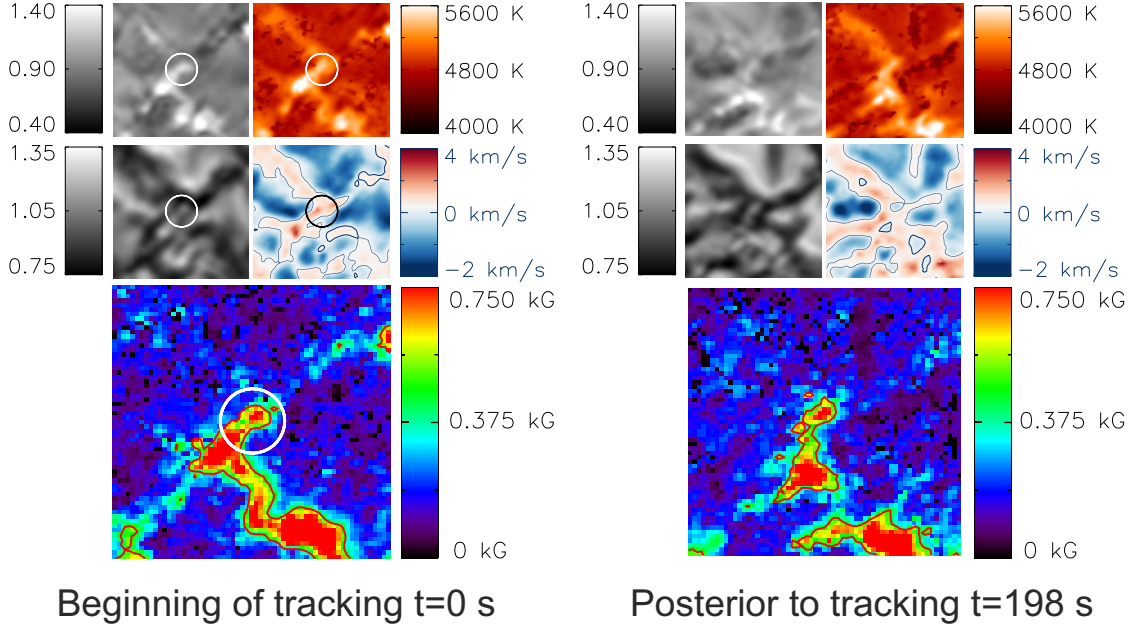 1.40
0.90
0.40
5600 K
4800 K
4000 K
1.35
1.05
0.75
4 km/s
0 km/s
-2 km/s
0.750 kG
0.375 kG
0 kG
Beginning of tracking t=0 s
1.40
0.90
0.40
5600 K
4800 K
4000 K
1.35
1.05
0.75
4 km/s
0 km/s
-2 km/s
0.750 kG
0.375 kG
0 kG
Posterior to tracking t=198 s